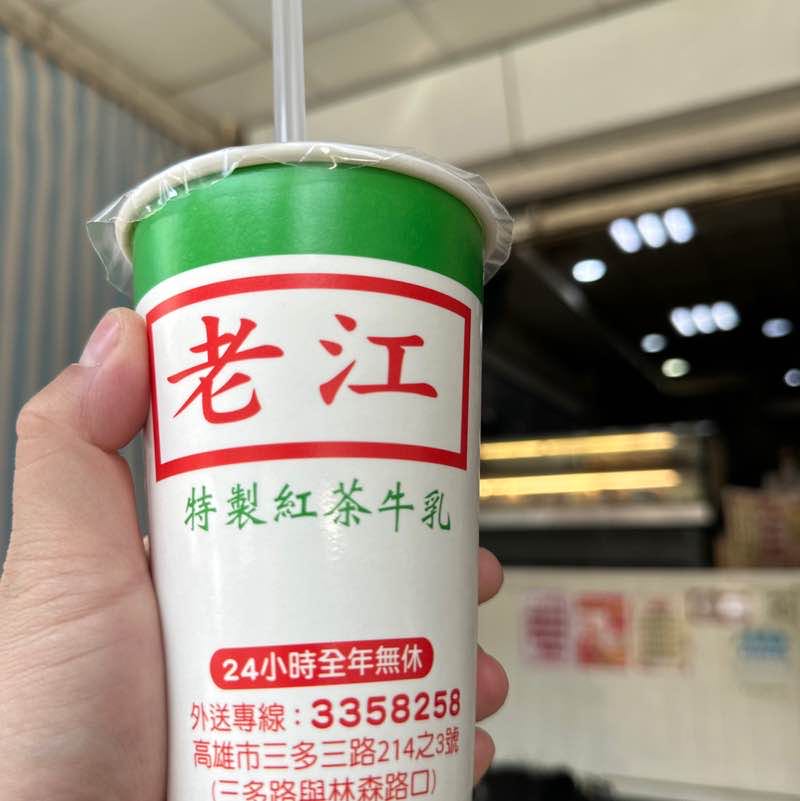 老江
特製紅茶牛乳
24小時全年無休
外送專線：3358258
高雄市三多三路214之3號
(三多路與林森路口)